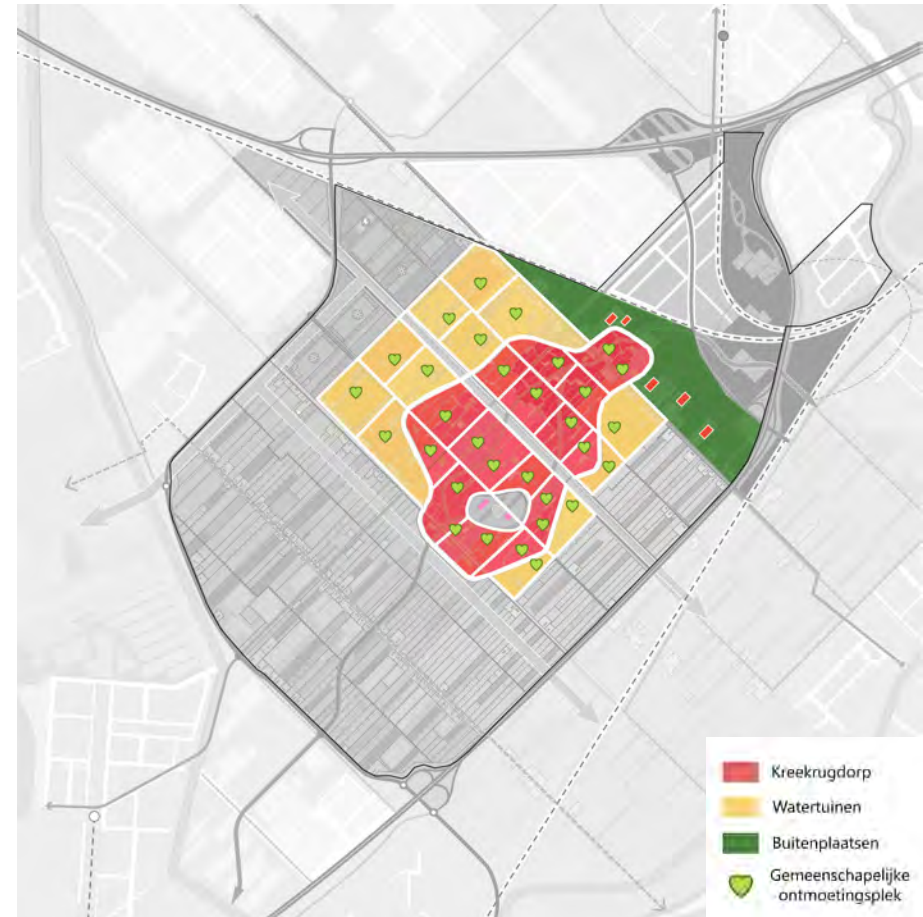 Kreekrugdorp
Watertuinen
Buitenplaatsen
Gemeenschapelijke
ontmoetingsplek